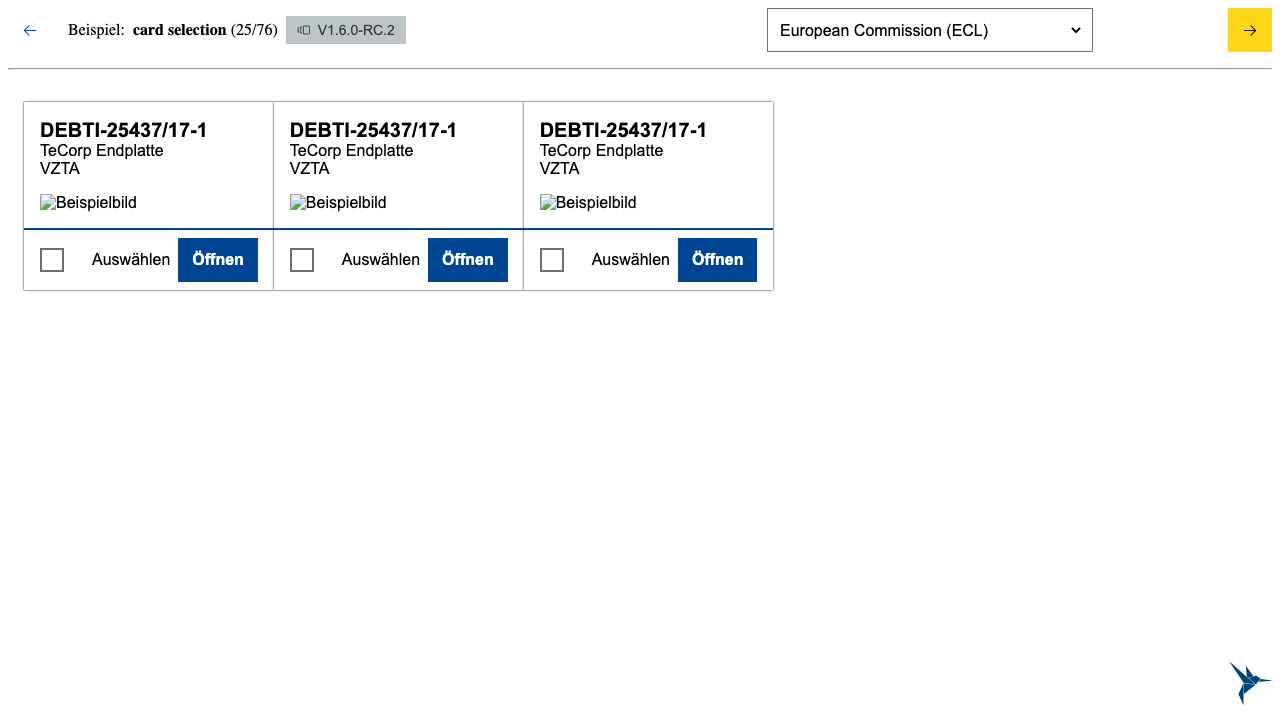 Beispiel: card selection (25/76) V1.6.0-RC.2 European Commission (ECL)
DEBTI-25437/17-1 DEBTI-25437/17-1 DEBTI-25437/17-1
TeCorp Endplatte TeCorp Endplatte TeCorp Endplatte
VZTA VZTA VZTA
Beispielbild Beispielbild Beispielbild
Auswählen Öffnen Auswählen Öffnen Auswählen Öffnen